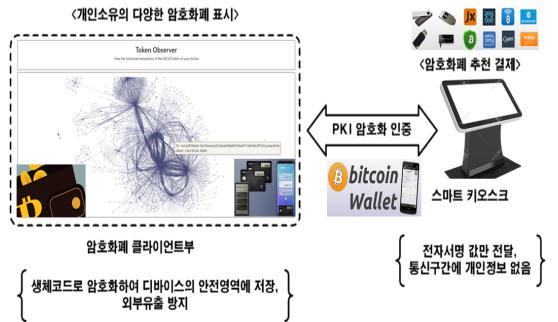 <개인소유의 다양한 암호화폐 표시>
Token Observer
<암호화폐 추천 결제>
PKI 암호화 인증
bitcoin
Wallet
스마트 키오스크
암호화폐 클라이언트부
전자서명 값만 전달,
통신구간에 개인정보 없음
생체코드로 암호화하여 디바이스의 안전영역에 저장,
외부유출 방지